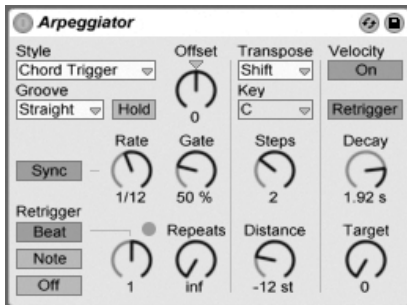 Arpeggiator
Style Offset Transpose Velocity
Chord Trigger Shift On
Groove Key
Straight Hold 0 C Retrigger
Rate Gate Steps Decay
Sync 1/12 50 % 2 1.92 s
Retrigger
Beat Repeats Distance Target
Note
Off 1 inf -12 st 0